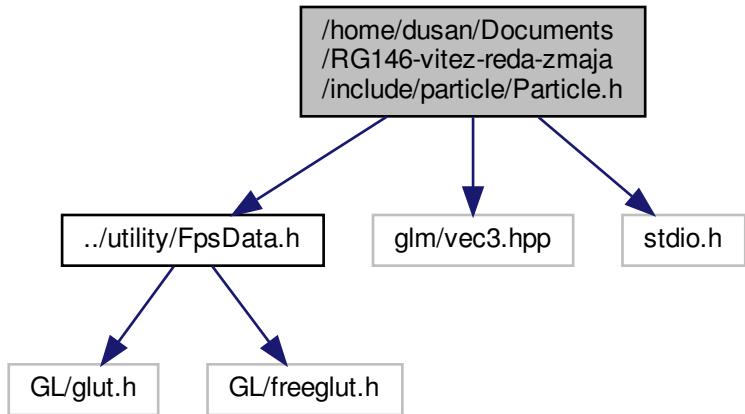 /home/dusan/Documents
/RG146-vitez-reda-zmaja
/include/particle/Particle.h
../utility/FpsData.h
glm/vec3.hpp
stdio.h
GL/glut.h
GL/freeglut.h